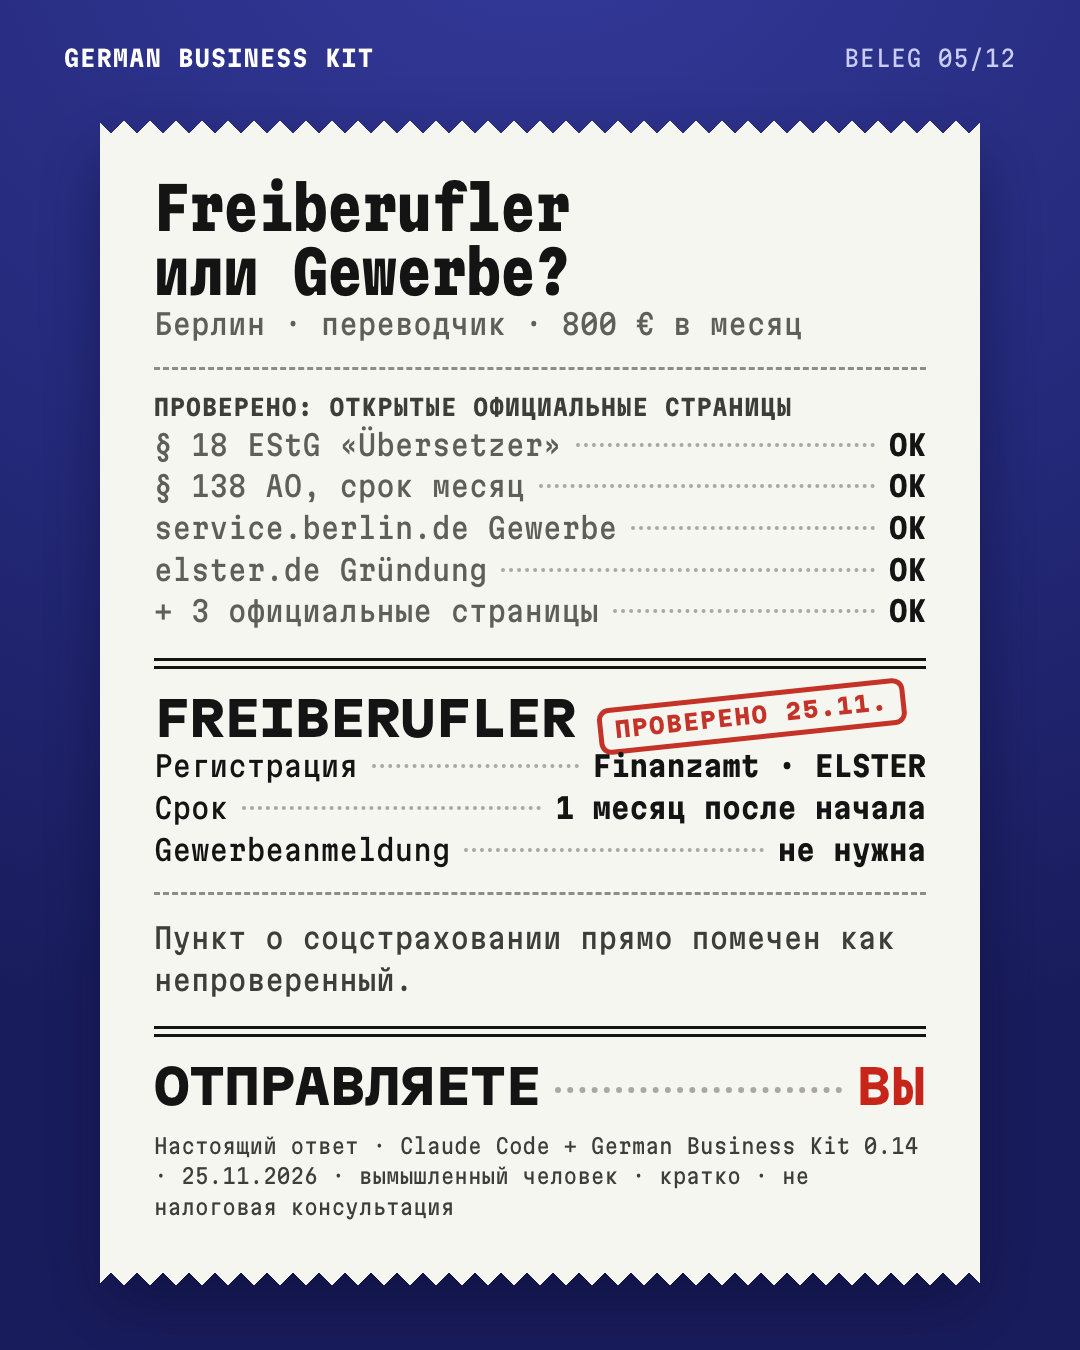 GERMAN BUSINESS KIT
BELEG 05/12
Freiberufler
или Gewerbe?
Берлин · переводчик · 800 € в месяц
ПРОВЕРЕНО: ОТКРЫТЫЕ ОФИЦИАЛЬНЫЕ СТРАНИЦЫ
§ 18 EStG «Übersetzer» OK
§ 138 AO, срок месяц OK
service.berlin.de Gewerbe OK
elster.de Gründung OK
+ 3 официальные страницы OK
FREIBERUFLER
ПРОВЕРЕНО 25.11.
Регистрация Finanzamt · ELSTER
Срок 1 месяц после начала
Gewerbeanmeldung не нужна
Пункт о соцстраховании прямо помечен как
непроверенный.
ОТПРАВЛЯЕТЕ ВЫ
Настоящий ответ · Claude Code + German Business Kit 0.14
· 25.11.2026 · вымышленный человек · кратко · не
налоговая консультация